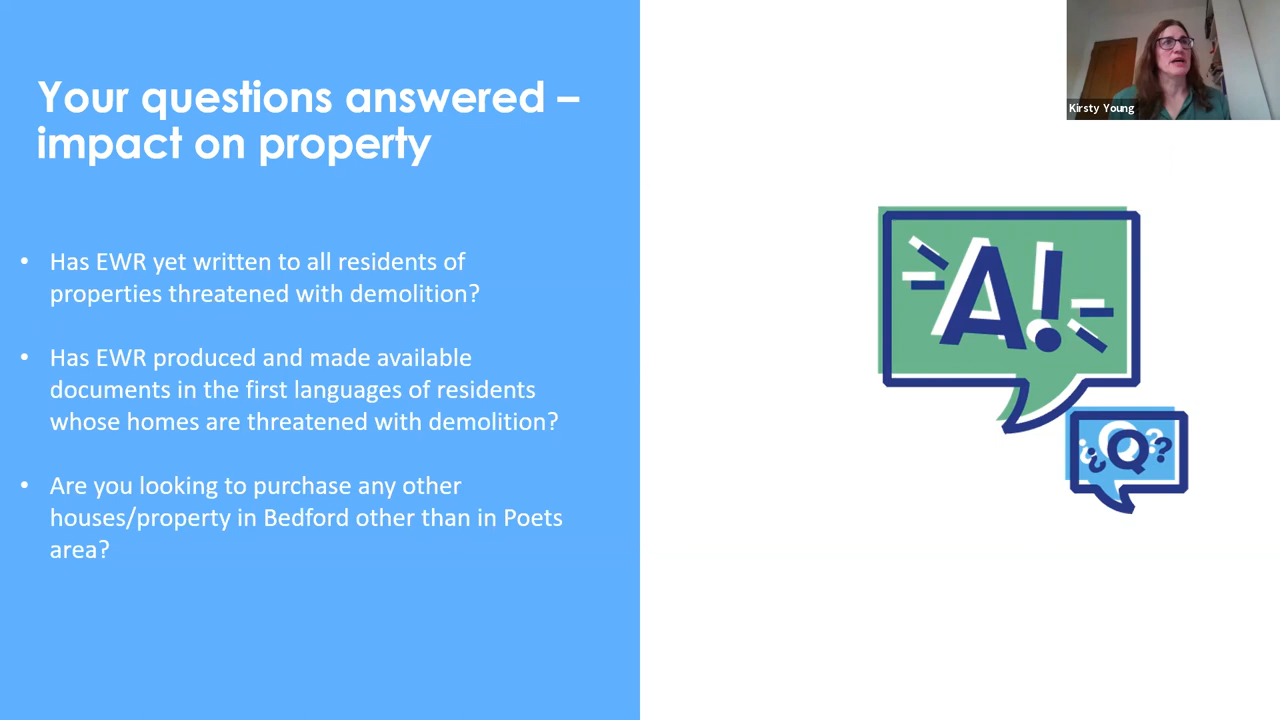 Your questions answered –
impact on property
Kirsty Young
• Has EWR yet written to all residents of
properties threatened with demolition?
• Has EWR produced and made available
documents in the first languages of residents
whose homes are threatened with demolition?
• Are you looking to purchase any other
houses/property in Bedford other than in Poets
area?
A!
¿Q?